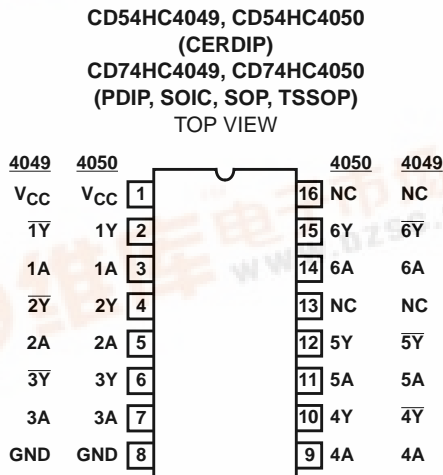 CD54HC4049, CD54HC4050
(CERDIP)
CD74HC4049, CD74HC4050
(PDIP, SOIC, SOP, TSSOP)
TOP VIEW
4049 4050 4050 4049
VCC VCC 1 16 NC NC
1Y̅ 1Y 2 15 6Y 6Y̅
1A 1A 3 14 6A 6A
2Y̅ 2Y 4 13 NC NC
2A 2A 5 12 5Y 5Y̅
3Y̅ 3Y 6 11 5A 5A
3A 3A 7 10 4Y 4Y̅
GND GND 8 9 4A 4A